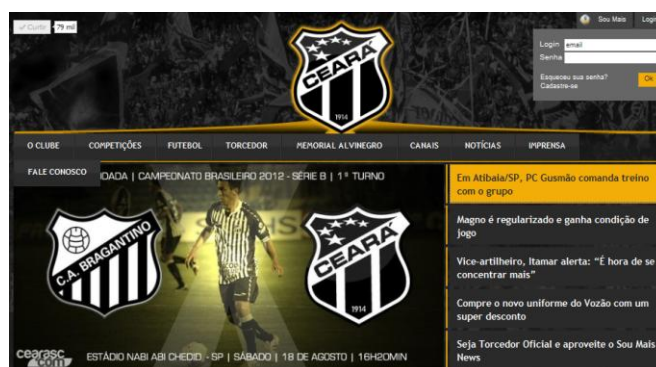 Curtir 79 mil
Sou Mais Login
Login email
Senha
Esqueceu sua senha?
Cadastre-se
Ok
CEARÁ
1914
O CLUBE COMPETIÇÕES FUTEBOL TORCEDOR MEMORIAL ALVINEGRO CANAIS NOTÍCIAS IMPRENSA
FALE CONOSCO
ODADA | CAMPEONATO BRASILEIRO 2012 - SÉRIE B | 1º TURNO
C.A. BRAGANTINO
CEARÁ
1914
cearasc
.com
ESTÁDIO NABI ABI CHEDID. - SP | SÁBADO | 18 DE AGOSTO | 16H20MIN
Em Atibaia/SP, PC Gusmão comanda treino
com o grupo
Magno é regularizado e ganha condição de
jogo
Vice-artilheiro, Itamar alerta: “É hora de se
concentrar mais”
Compre o novo uniforme do Vozão com um
super desconto
Seja Torcedor Oficial e aproveite o Sou Mais
News